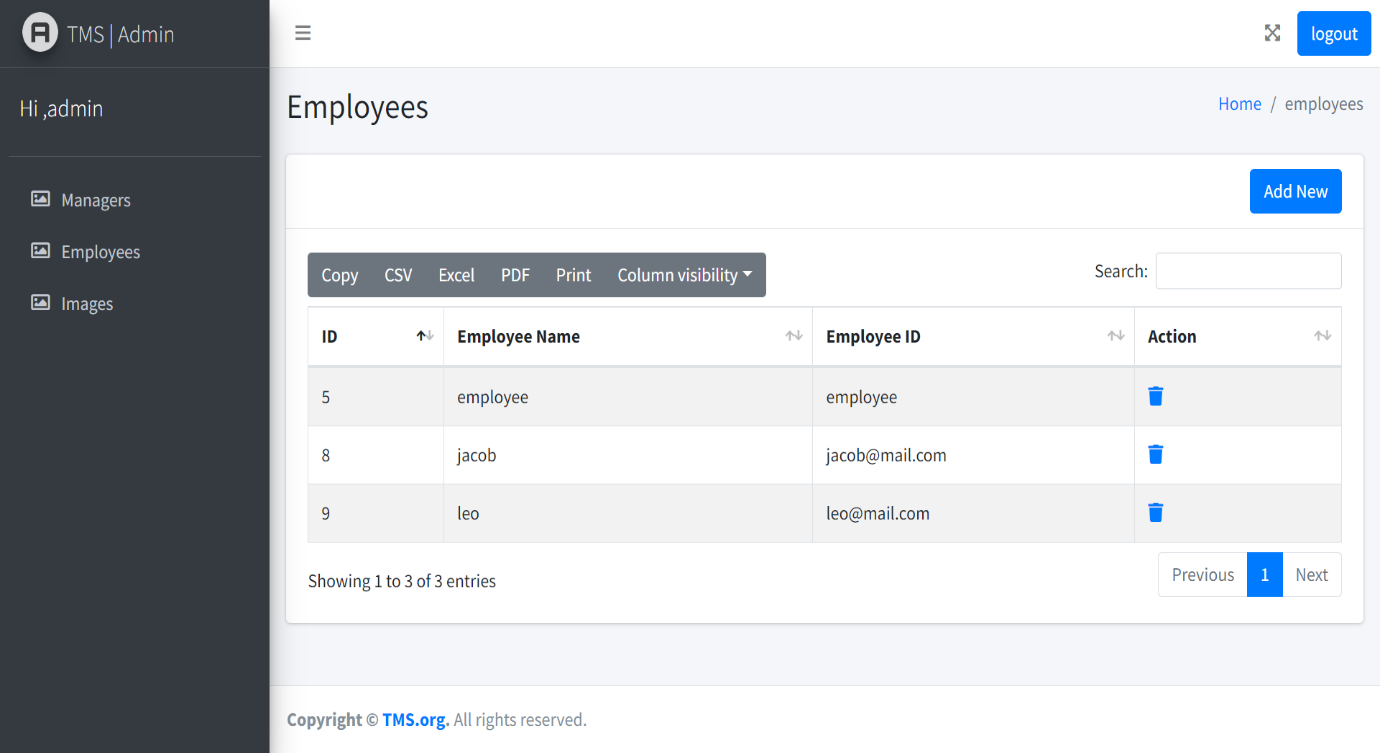 TMS | Admin
logout
Hi ,admin
Employees
Home / employees
Managers
Employees
Images
Add New
Copy CSV Excel PDF Print Column visibility
Search:
ID Employee Name Employee ID Action
5 employee employee
8 jacob jacob@mail.com
9 leo leo@mail.com
Showing 1 to 3 of 3 entries
Previous 1 Next
Copyright © TMS.org. All rights reserved.